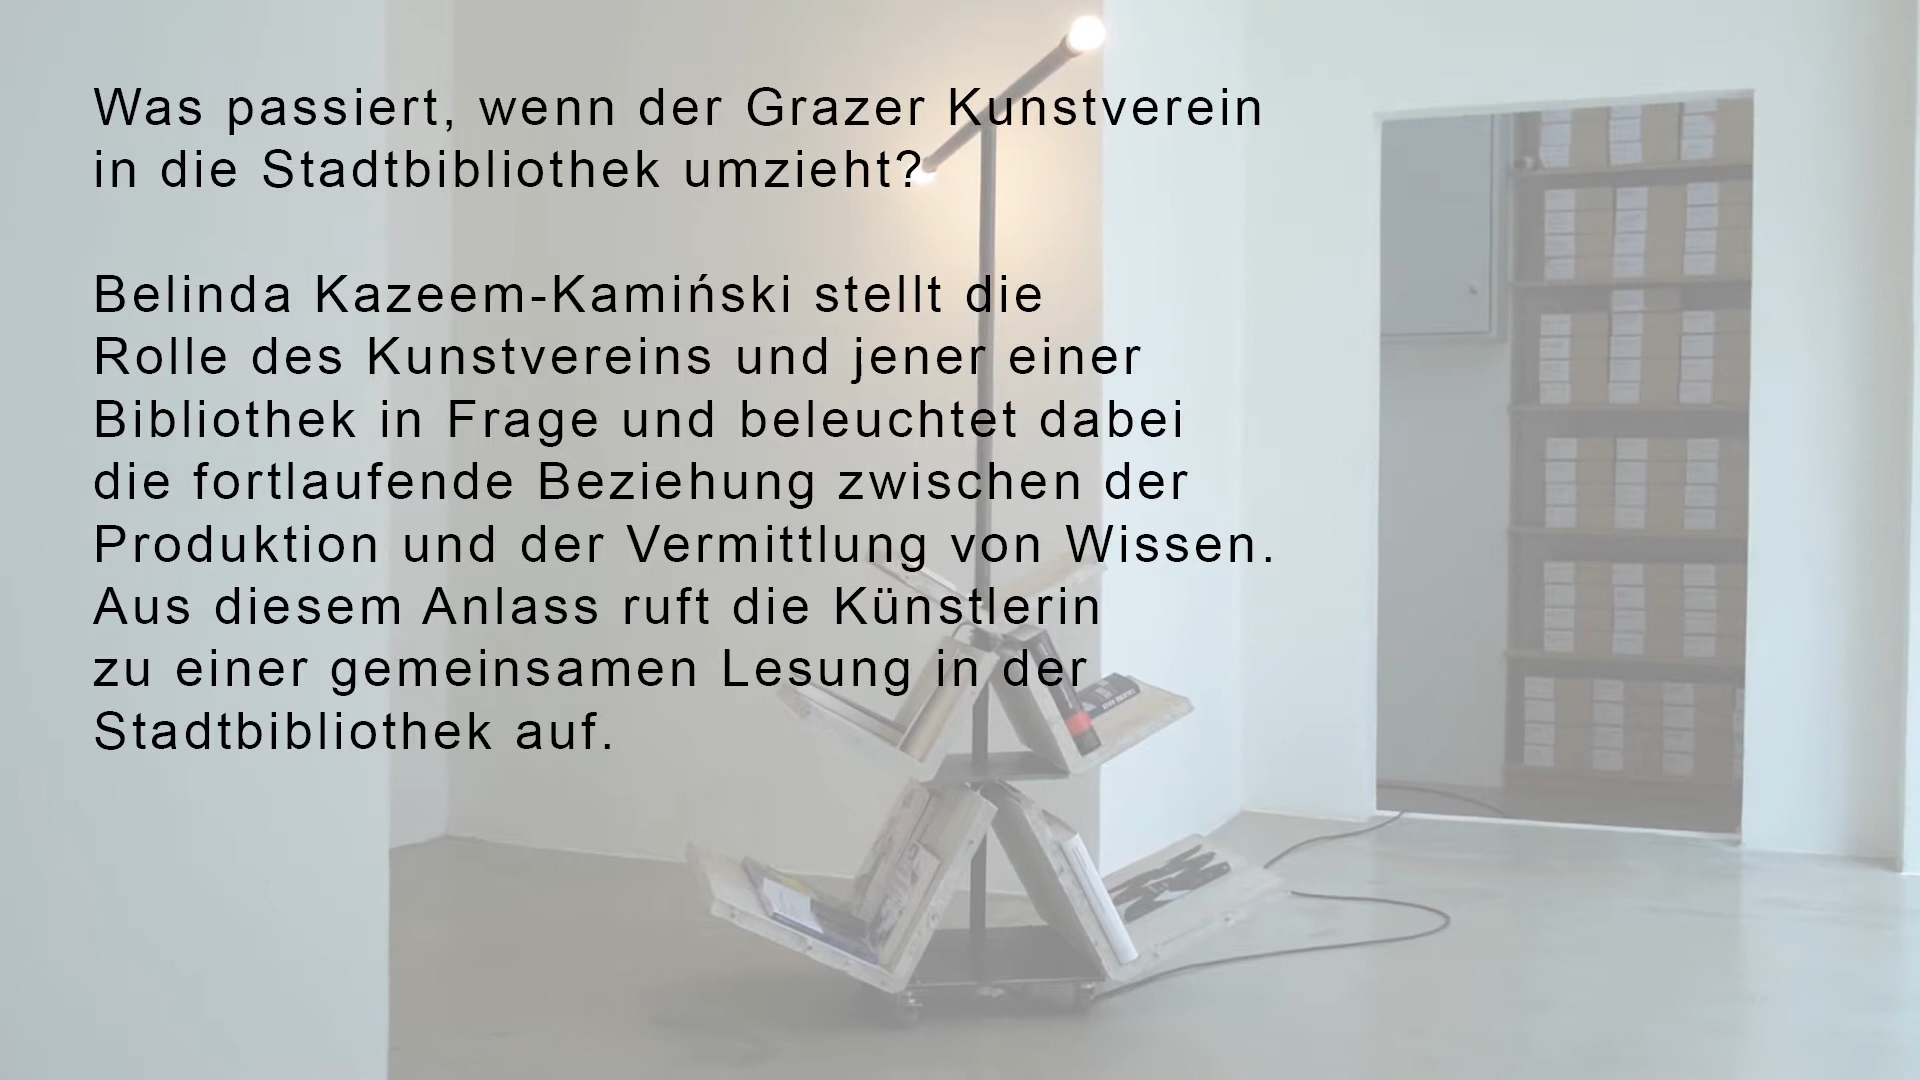 Was passiert, wenn der Grazer Kunstverein
in die Stadtbibliothek umzieht?
Belinda Kazeem-Kamiński stellt die
Rolle des Kunstvereins und jener einer
Bibliothek in Frage und beleuchtet dabei
die fortlaufende Beziehung zwischen der
Produktion und der Vermittlung von Wissen.
Aus diesem Anlass ruft die Künstlerin
zu einer gemeinsamen Lesung in der
Stadtbibliothek auf.